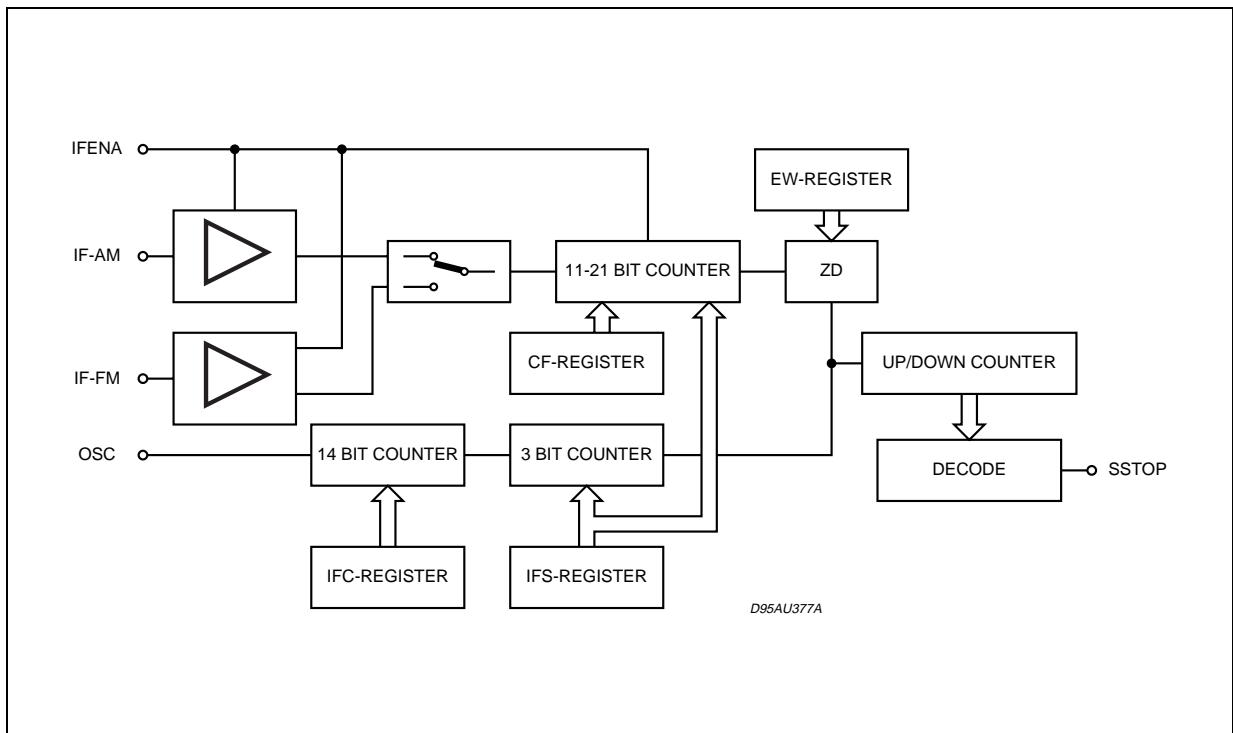 IFENA
EW-REGISTER
IF-AM
11-21 BIT COUNTER
ZD
CF-REGISTER
UP/DOWN COUNTER
IF-FM
OSC
14 BIT COUNTER
3 BIT COUNTER
DECODE
SSTOP
IFC-REGISTER
IFS-REGISTER
D95AU377A